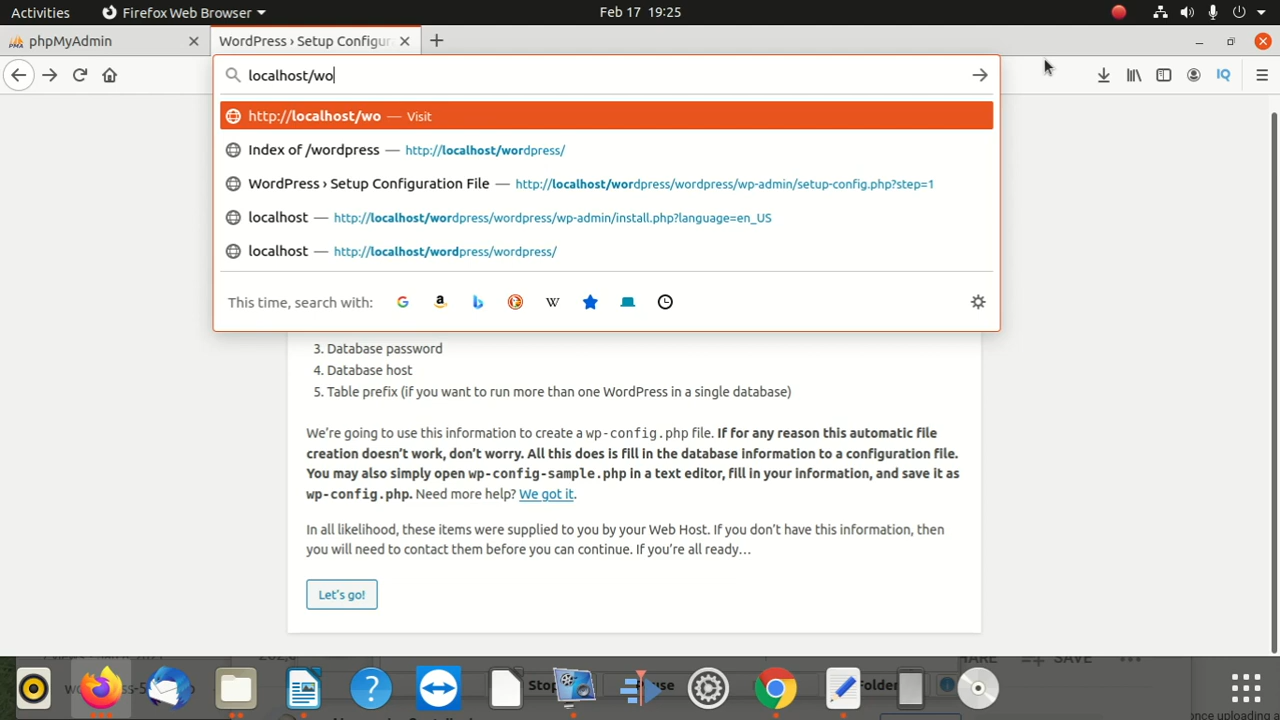 Activities Firefox Web Browser Feb 17 19:25
phpMyAdmin WordPress › Setup Configura
localhost/wo
http://localhost/wo — Visit
Index of /wordpress — http://localhost/wordpress/
WordPress › Setup Configuration File — http://localhost/wordpress/wordpress/wp-admin/setup-config.php?step=1
localhost — http://localhost/wordpress/wordpress/wp-admin/install.php?language=en_US
localhost — http://localhost/wordpress/wordpress/
This time, search with:
3. Database password
4. Database host
5. Table prefix (if you want to run more than one WordPress in a single database)
We’re going to use this information to create a wp-config.php file. If for any reason this automatic file
creation doesn’t work, don’t worry. All this does is fill in the database information to a configuration file.
You may also simply open wp-config-sample.php in a text editor, fill in your information, and save it as
wp-config.php. Need more help? We got it.
In all likelihood, these items were supplied to you by your Web Host. If you don’t have this information, then
you will need to contact them before you can continue. If you’re all ready…
Let’s go!
SAVE